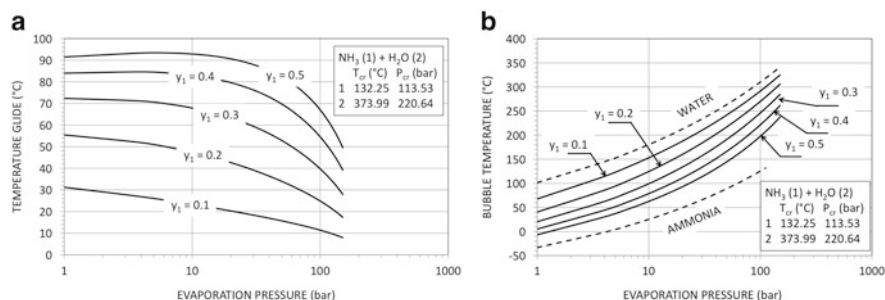 a
TEMPERATURE GLIDE (°C)
100
90
80
70
60
50
40
30
20
10
0
y₁ = 0.5
y₁ = 0.4
y₁ = 0.3
y₁ = 0.2
y₁ = 0.1
NH₃ (1) + H₂O (2)
T_cr (°C) P_cr (bar)
1 132.25 113.53
2 373.99 220.64
1 10 100 1000
EVAPORATION PRESSURE (bar)
b
BUBBLE TEMPERATURE (°C)
400
350
300
250
200
150
100
50
0
-50
WATER
y₁ = 0.2
y₁ = 0.1
y₁ = 0.3
y₁ = 0.4
y₁ = 0.5
AMMONIA
NH₃ (1) + H₂O (2)
T_cr (°C) P_cr (bar)
1 132.25 113.53
2 373.99 220.64
1 10 100 1000
EVAPORATION PRESSURE (bar)